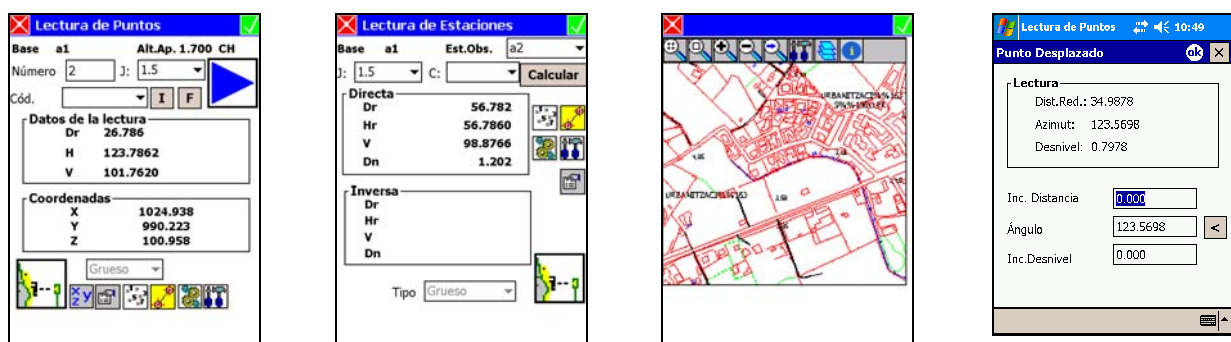 Lectura de Puntos
Base a1 Alt.Ap. 1.700 CH
Número 2 J: 1.5
Cód. I F
Datos de la lectura
Dr 26.786
H 123.7862
V 101.7620
Coordenadas
X 1024.938
Y 990.223
Z 100.958
Grueso
Lectura de Estaciones
Base a1 Est.Obs. a2
J: 1.5 C: Calcular
Directa
Dr 56.782
Hr 56.7860
V 98.8766
Dn 1.202
Inversa
Dr
Hr
V
Dn
Tipo Grueso
Lectura de Puntos 10:49
Punto Desplazado ok
Lectura
Dist.Red.: 34.9878
Azimut: 123.5698
Desnivel: 0.7978
Inc. Distancia 0.000
Ángulo 123.5698 <
Inc.Desnivel 0.000